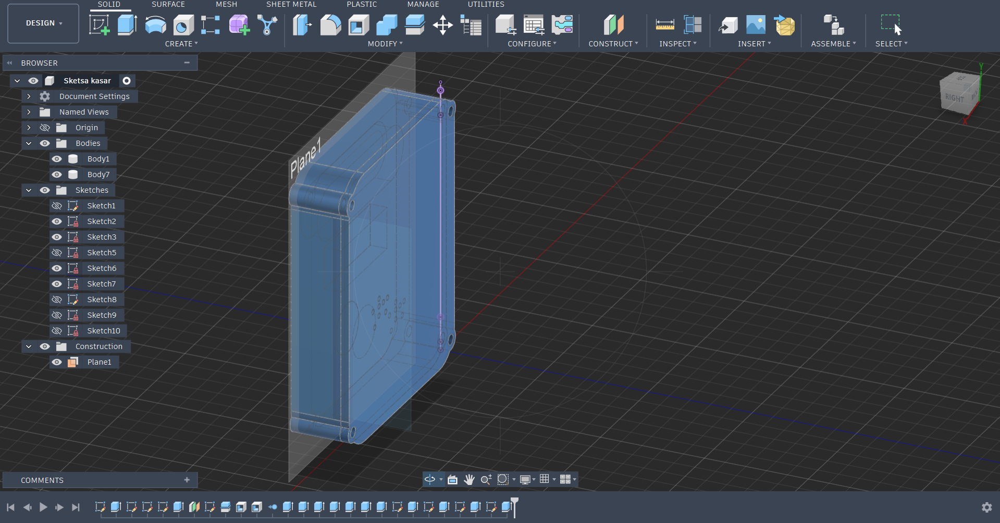 SOLID SURFACE MESH SHEET METAL PLASTIC MANAGE UTILITIES
DESIGN
CREATE MODIFY CONFIGURE CONSTRUCT INSPECT INSERT ASSEMBLE SELECT
BROWSER
Sketsa kasar
Document Settings
Named Views
Origin
Bodies
Body1
Body7
Sketches
Sketch1
Sketch2
Sketch3
Sketch5
Sketch6
Sketch7
Sketch8
Sketch9
Sketch10
Construction
Plane1
Plane1
Y
RIGHT
X
COMMENTS